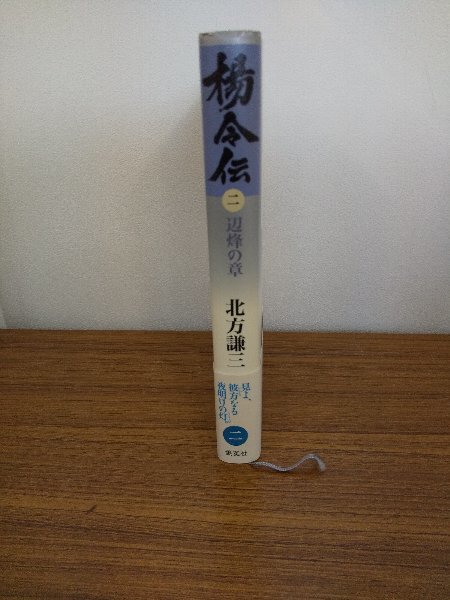 楊令伝
二
辺烽の章
北方謙三
見よ、
彼方なる
夜明けの灯。
二
集英社